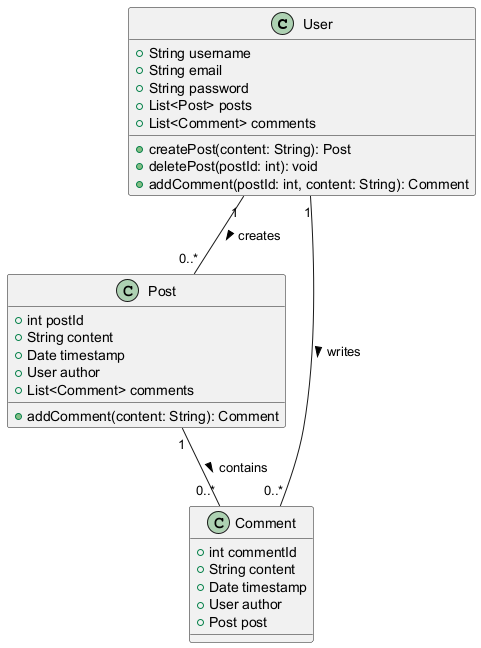 C User
String username
String email
String password
List<Post> posts
List<Comment> comments
createPost(content: String): Post
deletePost(postId: int): void
addComment(postId: int, content: String): Comment
1
1
creates
0..*
C Post
int postId
String content
Date timestamp
User author
List<Comment> comments
addComment(content: String): Comment
writes
1
contains
0..*
0..*
C Comment
int commentId
String content
Date timestamp
User author
Post post